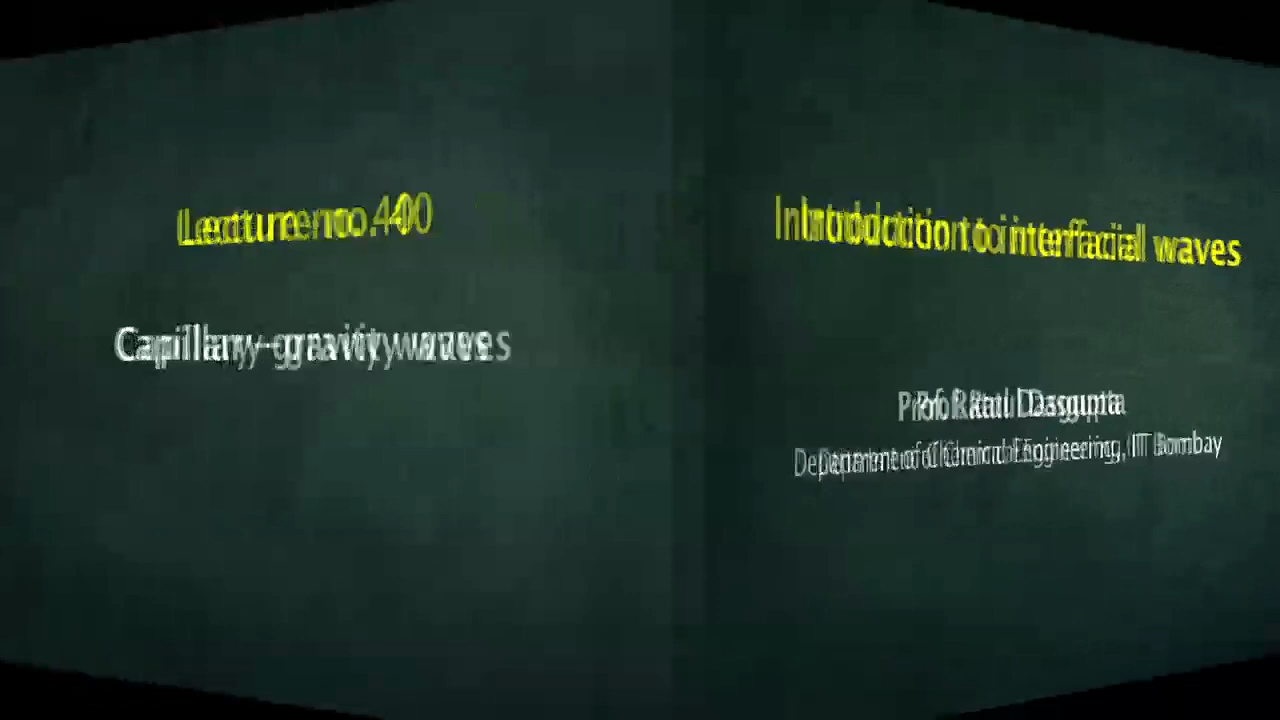 Lecture no. 40
Capillary-gravity waves
Introduction to interfacial waves
Prof. Ratul Dasgupta
Department of Chemical Engineering, IIT Bombay